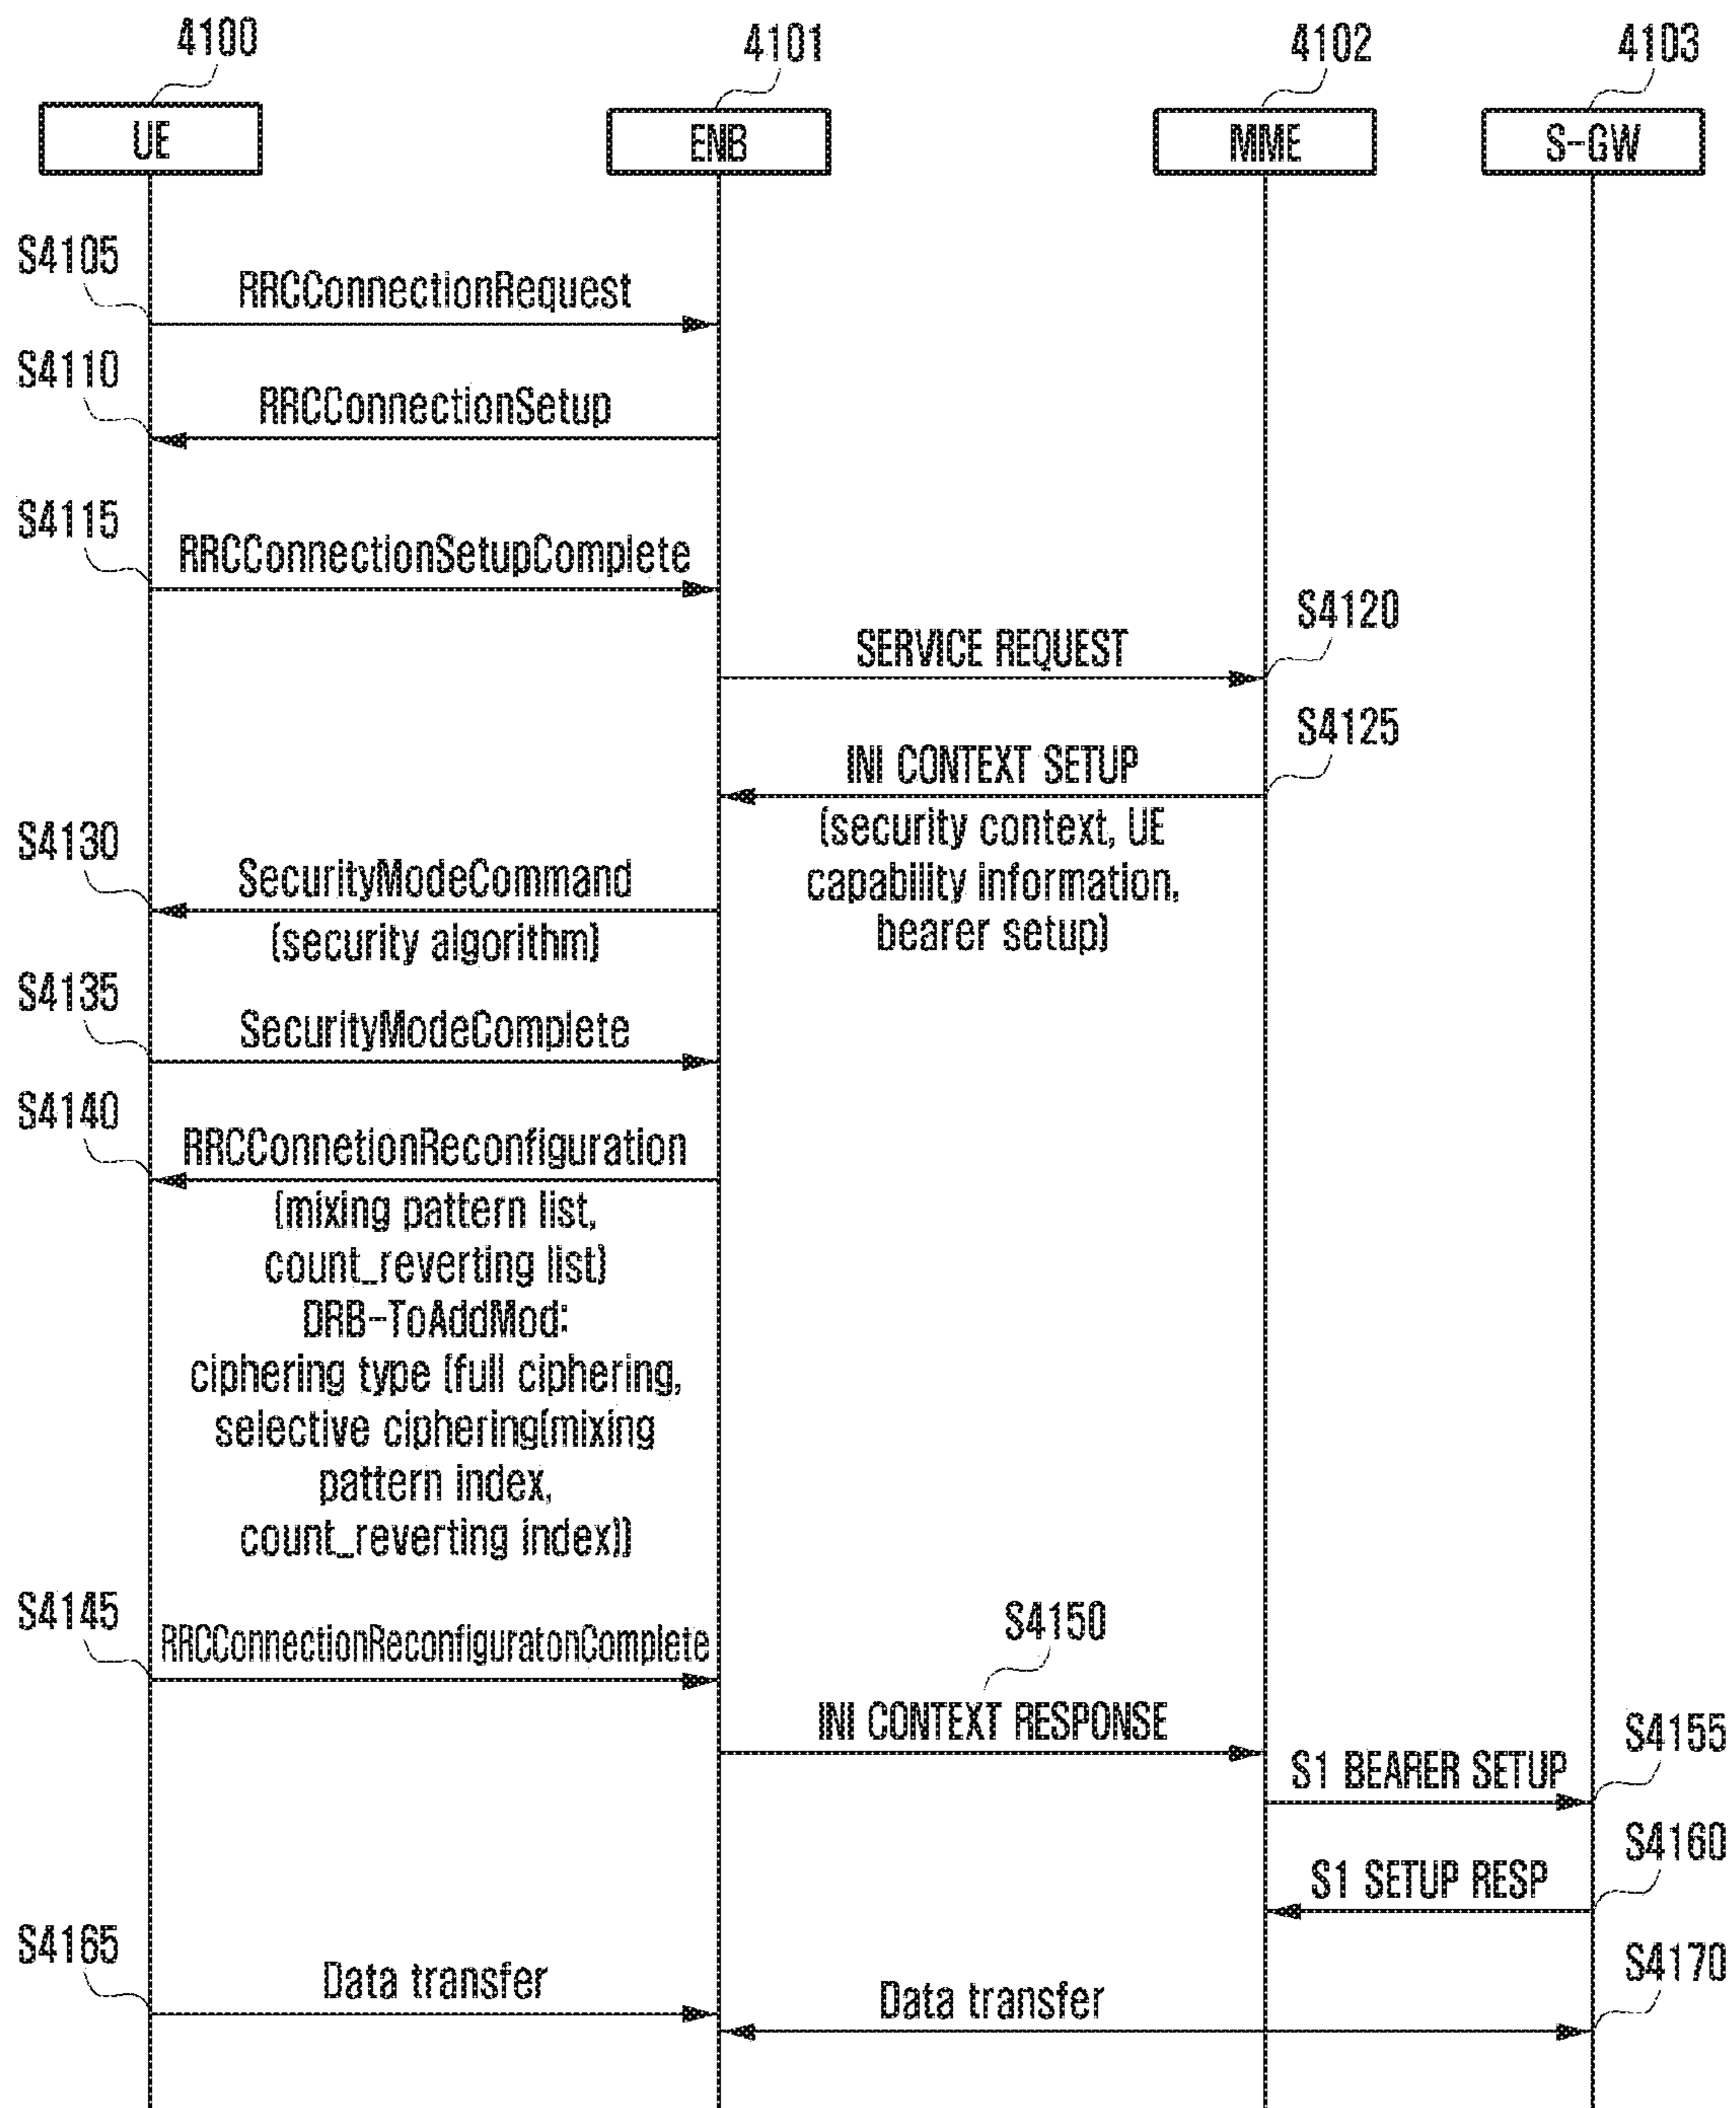 4100
4101
4102
4103
UE
ENB
MME
S-GW
S4105
RRCConnectionRequest
S4110
RRCConnectionSetup
S4115
RRCConnectionSetupComplete
S4120
SERVICE REQUEST
S4125
INI CONTEXT SETUP
(security context, UE
capability information,
bearer setup)
S4130
SecurityModeCommand
(security algorithm)
S4135
SecurityModeComplete
S4140
RRCConnetionReconfiguration
(mixing pattern list,
count_reverting list)
DRB-ToAddMod:
ciphering type (full ciphering,
selective ciphering(mixing
pattern index,
count_reverting index))
S4145
RRCConnectionReconfiguratonComplete
S4150
INI CONTEXT RESPONSE
S4155
S1 BEARER SETUP
S4160
S1 SETUP RESP
S4165
Data transfer
S4170
Data transfer